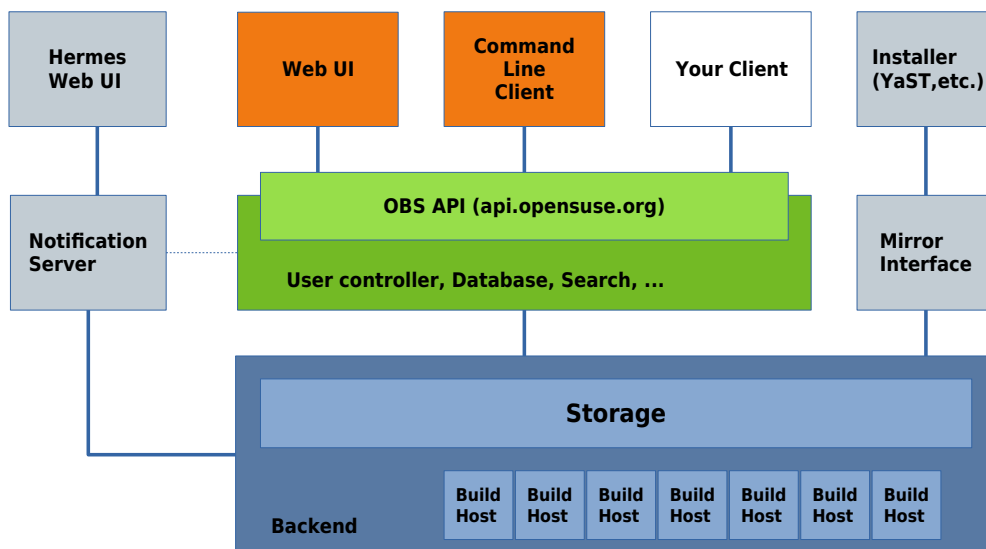 Hermes
Web UI
Web UI
Command
Line
Client
Your Client
Installer
(YaST,etc.)
OBS API (api.opensuse.org)
Notification
Server
User controller, Database, Search, ...
Mirror
Interface
Storage
Backend
Build
Host
Build
Host
Build
Host
Build
Host
Build
Host
Build
Host
Build
Host